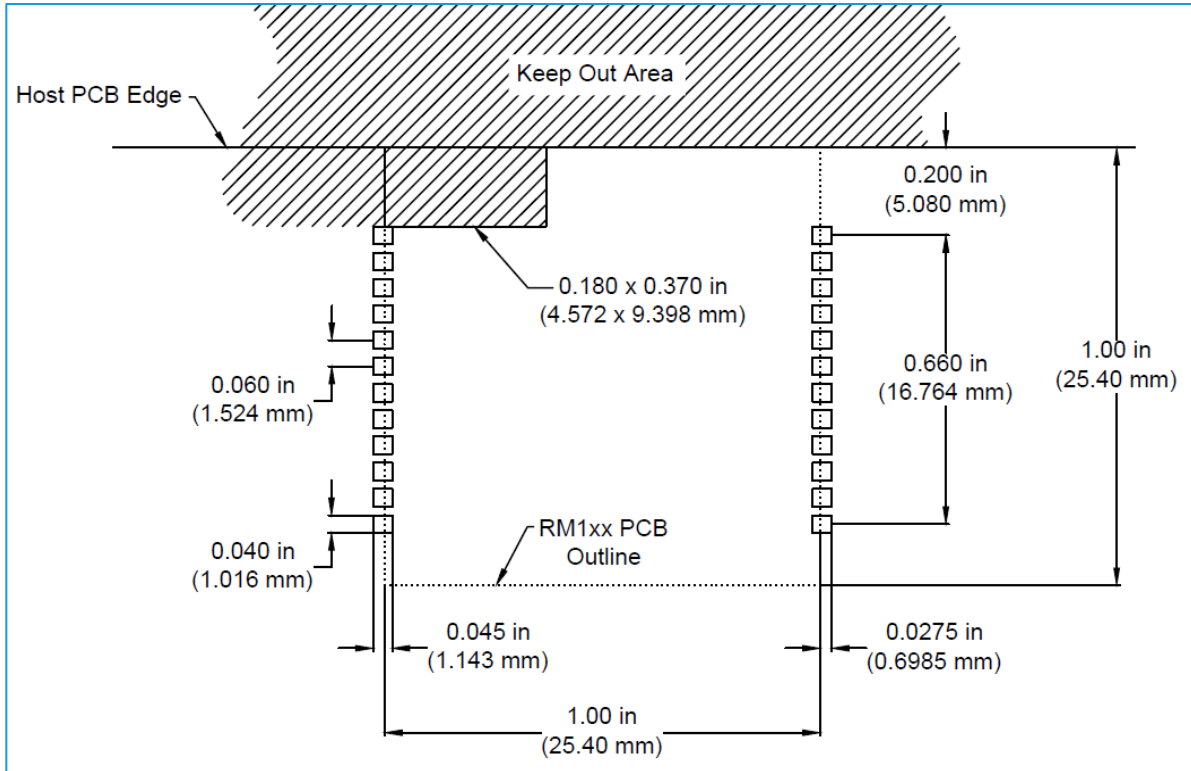 Keep Out Area
Host PCB Edge
0.200 in
(5.080 mm)
0.180 x 0.370 in
(4.572 x 9.398 mm)
0.060 in
(1.524 mm)
0.660 in
(16.764 mm)
1.00 in
(25.40 mm)
0.040 in
(1.016 mm)
RM1xx PCB
Outline
0.045 in
(1.143 mm)
0.0275 in
(0.6985 mm)
1.00 in
(25.40 mm)